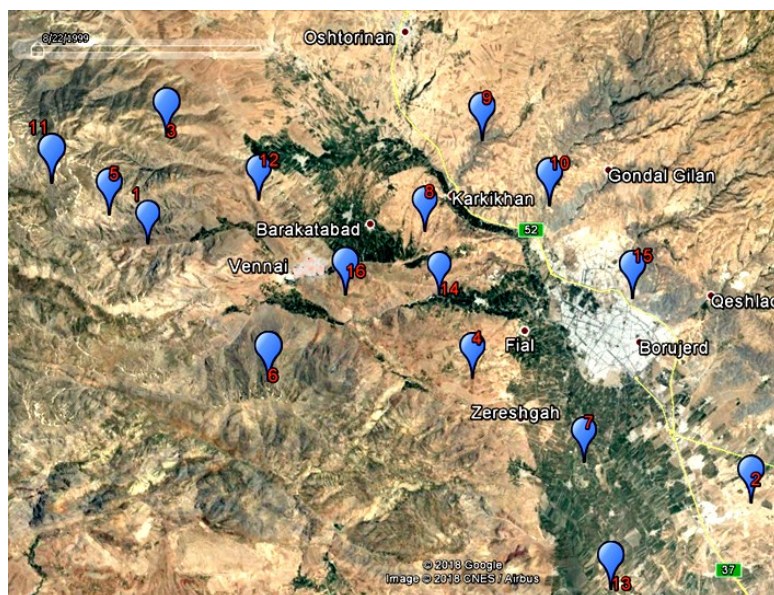 8/22/1999
Oshtorinan
3
9
11
12
10
Gondal Gilan
5
1
8
Karkikhan
Barakatabad
52
15
Vennai
16
14
Qeshlaq
4
Fial
Borujerd
6
Zereshgah
7
2
© 2018 Google
Image © 2018 CNES / Airbus
13
37